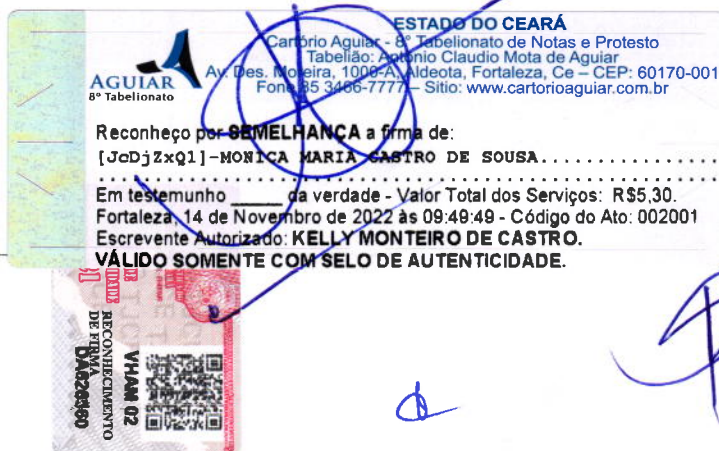 ESTADO DO CEARÁ
Cartório Aguiar - 8º Tabelionato de Notas e Protesto
Tabelião: Antônio Claudio Mota de Aguiar
Av. Des. Moreira, 1000-A, Aldeota, Fortaleza, Ce – CEP: 60170-001
Fone 85 3466-7777 – Sitio: www.cartorioaguiar.com.br
AGUIAR
8º Tabelionato
Reconheço por SEMELHANÇA a firma de:
[JoDjZxQ1]-MONICA MARIA CASTRO DE SOUSA................
Em testemunho _____ da verdade - Valor Total dos Serviços: R$5,30.
Fortaleza, 14 de Novembro de 2022 às 09:49:49 - Código do Ato: 002001
Escrevente Autorizado: KELLY MONTEIRO DE CASTRO.
VÁLIDO SOMENTE COM SELO DE AUTENTICIDADE.
VHAM 02
RECONHECIMENTO
DE FIRMA